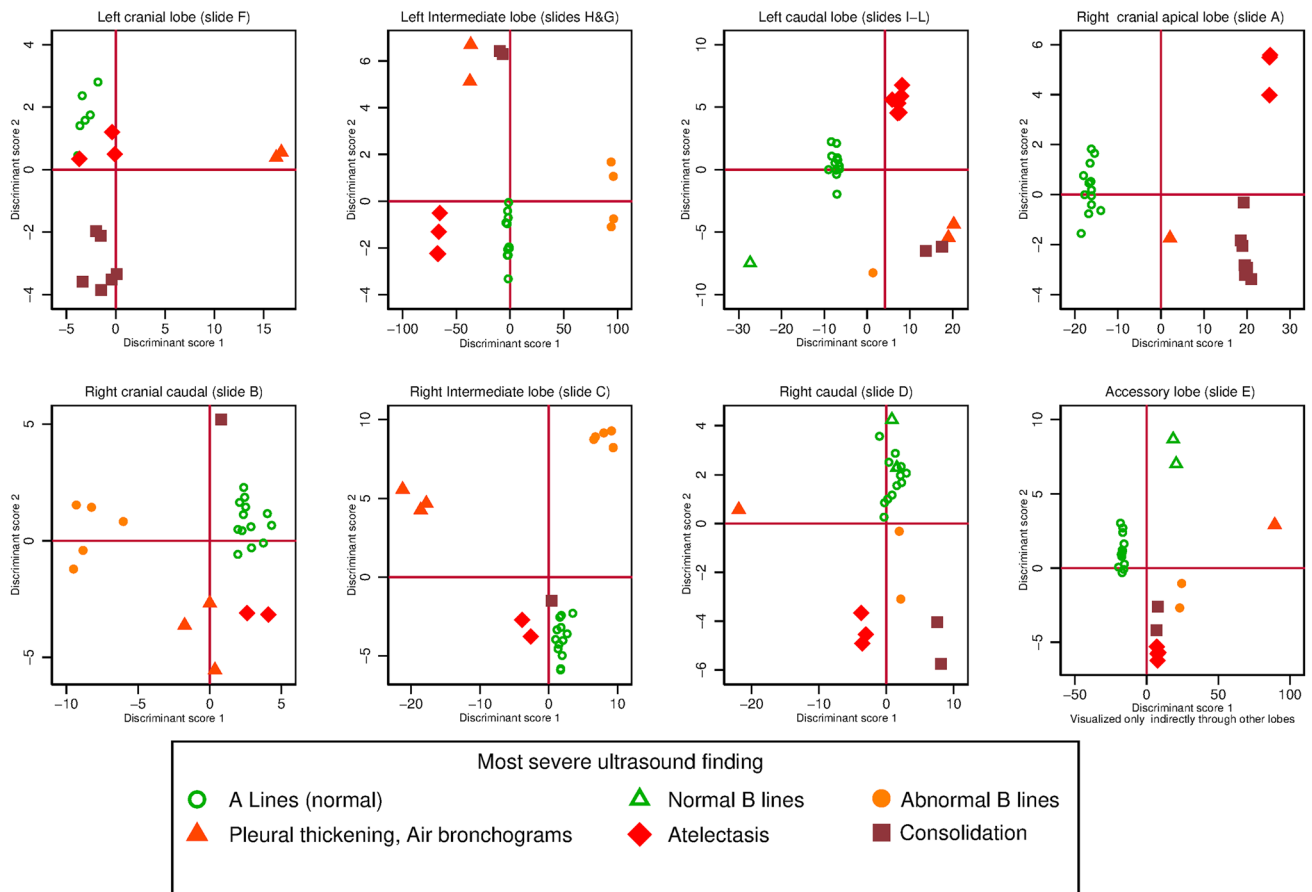 Left cranial lobe (slide F)
Discriminant score 2
4
2
0
−2
−4
−5
0
5
10
15
Discriminant score 1
Left Intermediate lobe (slides H&G)
Discriminant score 2
6
4
2
0
−2
−4
−100
−50
0
50
100
Discriminant score 1
Left caudal lobe (slides I−L)
Discriminant score 2
10
5
0
−5
−10
−30
−20
−10
0
10
20
Discriminant score 1
Right cranial apical lobe (slide A)
Discriminant score 2
6
4
2
0
−2
−4
−20
−10
0
10
20
30
Discriminant score 1
Right cranial caudal (slide B)
Discriminant score 2
5
0
−5
−10
−5
0
5
Discriminant score 1
Right Intermediate lobe (slide C)
Discriminant score 2
10
5
0
−5
−20
−10
0
10
Discriminant score 1
Right caudal (slide D)
Discriminant score 2
4
2
0
−2
−4
−6
−20
−10
0
10
Discriminant score 1
Accessory lobe (slide E)
Discriminant score 2
10
5
0
−5
−50
0
50
100
Discriminant score 1
Visualized only indirectly through other lobes
Most severe ultrasound finding
A Lines (normal)
Normal B lines
Abnormal B lines
Pleural thickening, Air bronchograms
Atelectasis
Consolidation